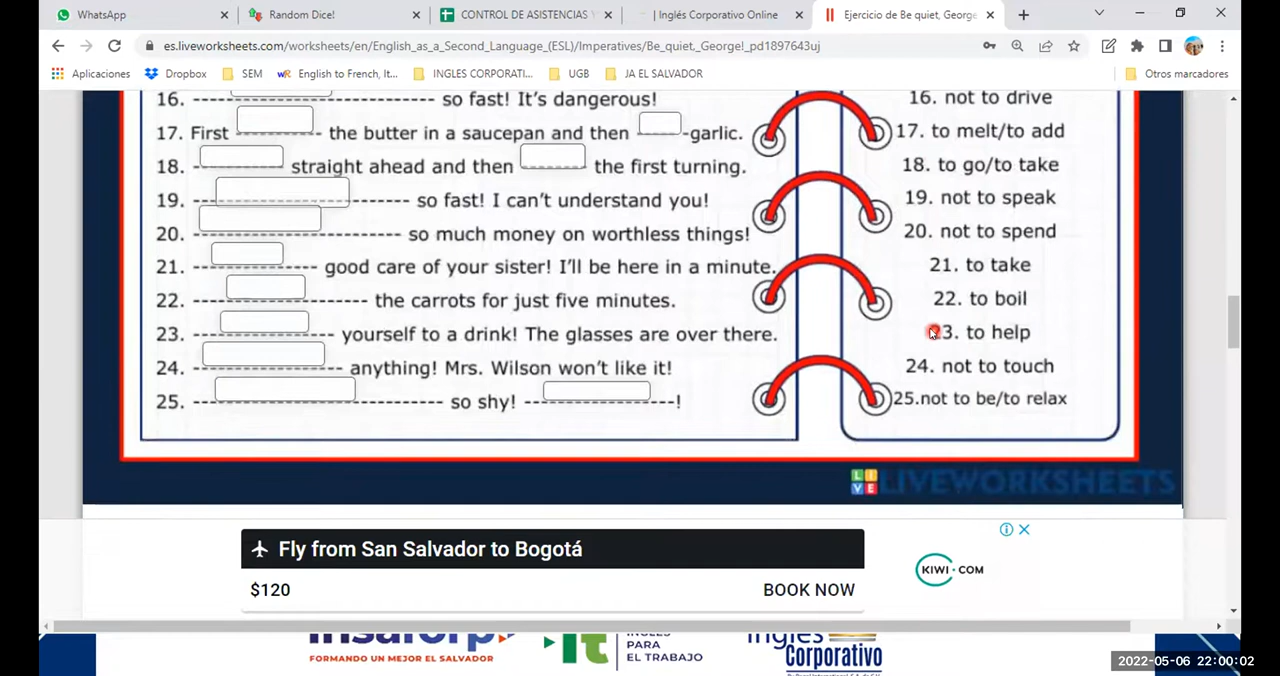 WhatsApp
Random Dice!
CONTROL DE ASISTENCIAS Y
| Inglés Corporativo Online
Ejercicio de Be quiet, George
es.liveworksheets.com/worksheets/en/English_as_a_Second_Language_(ESL)/Imperatives/Be_quiet,_George!_pd1897643uj
Aplicaciones
Dropbox
SEM
English to French, It...
INGLES CORPORATI...
UGB
JA EL SALVADOR
Otros marcadores
16. so fast! It's dangerous!
17. First the butter in a saucepan and then -garlic.
18. straight ahead and then the first turning.
19. so fast! I can't understand you!
20. so much money on worthless things!
21. good care of your sister! I'll be here in a minute.
22. the carrots for just five minutes.
23. yourself to a drink! The glasses are over there.
24. anything! Mrs. Wilson won't like it!
25. so shy! !
16. not to drive
17. to melt/to add
18. to go/to take
19. not to speak
20. not to spend
21. to take
22. to boil
23. to help
24. not to touch
25.not to be/to relax
LIVE
LIVEWORKSHEETS
Fly from San Salvador to Bogotá
$120
BOOK NOW
KIWI.COM
FORMANDO UN MEJOR EL SALVADOR
it
INGLÉS
PARA
EL TRABAJO
Inglés
Corporativo
2022-05-06 22:00:02